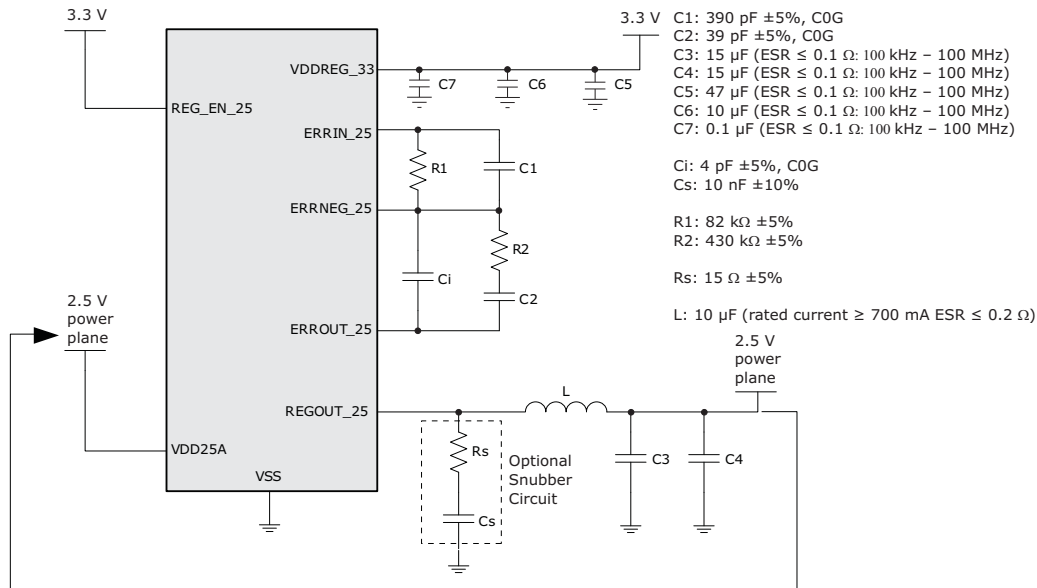 3.3 V
3.3 V
C1: 390 pF ±5%, C0G
C2: 39 pF ±5%, C0G
C3: 15 µF (ESR ≤ 0.1 Ω: 100 kHz – 100 MHz)
C4: 15 µF (ESR ≤ 0.1 Ω: 100 kHz – 100 MHz)
C5: 47 µF (ESR ≤ 0.1 Ω: 100 kHz – 100 MHz)
C6: 10 µF (ESR ≤ 0.1 Ω: 100 kHz – 100 MHz)
C7: 0.1 µF (ESR ≤ 0.1 Ω: 100 kHz – 100 MHz)
Ci: 4 pF ±5%, C0G
Cs: 10 nF ±10%
R1: 82 kΩ ±5%
R2: 430 kΩ ±5%
Rs: 15 Ω ±5%
L: 10 µF (rated current ≥ 700 mA ESR ≤ 0.2 Ω)
VDDREG_33
C7
C6
C5
REG_EN_25
ERRIN_25
R1
C1
ERRNEG_25
R2
Ci
C2
ERROUT_25
2.5 V
power
plane
2.5 V
power
plane
L
REGOUT_25
VDD25A
VSS
Rs
Cs
Optional
Snubber
Circuit
C3
C4